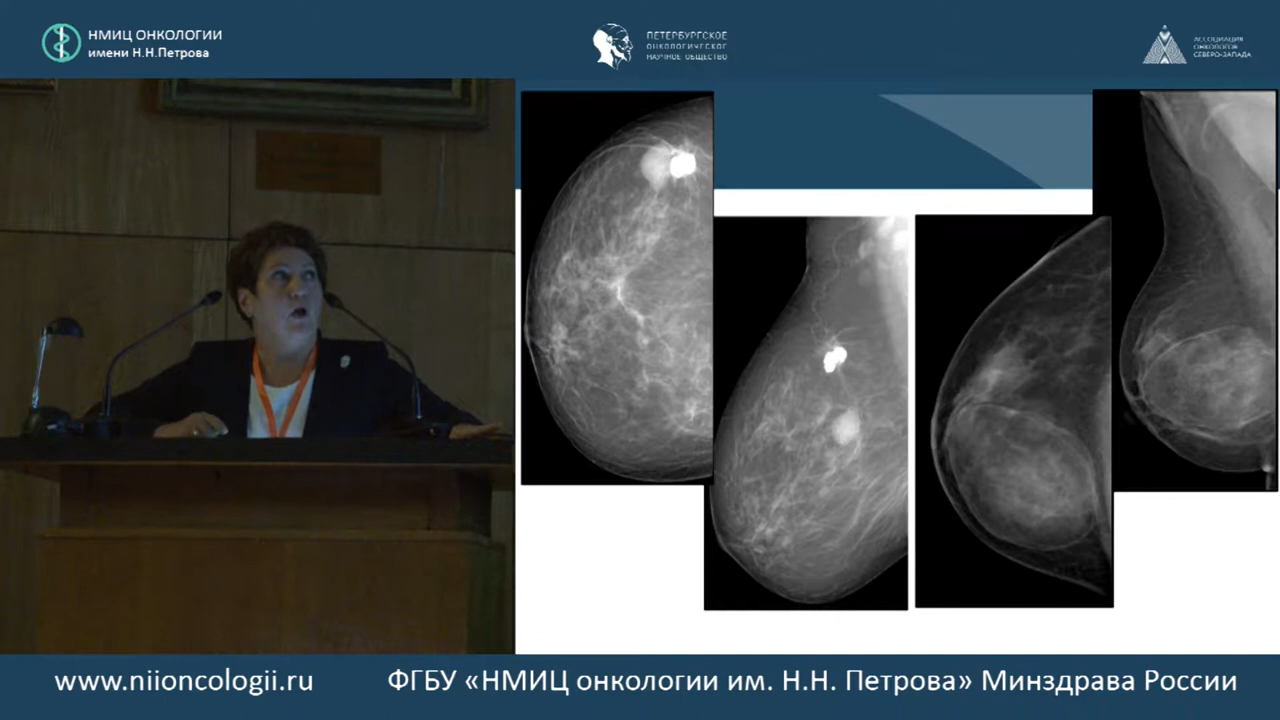 НМИЦ ОНКОЛОГИИ
имени Н.Н.Петрова
ПЕТЕРБУРГСКОЕ
ОНКОЛОГИЧЕСКОЕ
НАУЧНОЕ ОБЩЕСТВО
АССОЦИАЦИЯ
ОНКОЛОГОВ
СЕВЕРО-ЗАПАДА
www.niioncologii.ru
ФГБУ «НМИЦ онкологии им. Н.Н. Петрова» Минздрава России